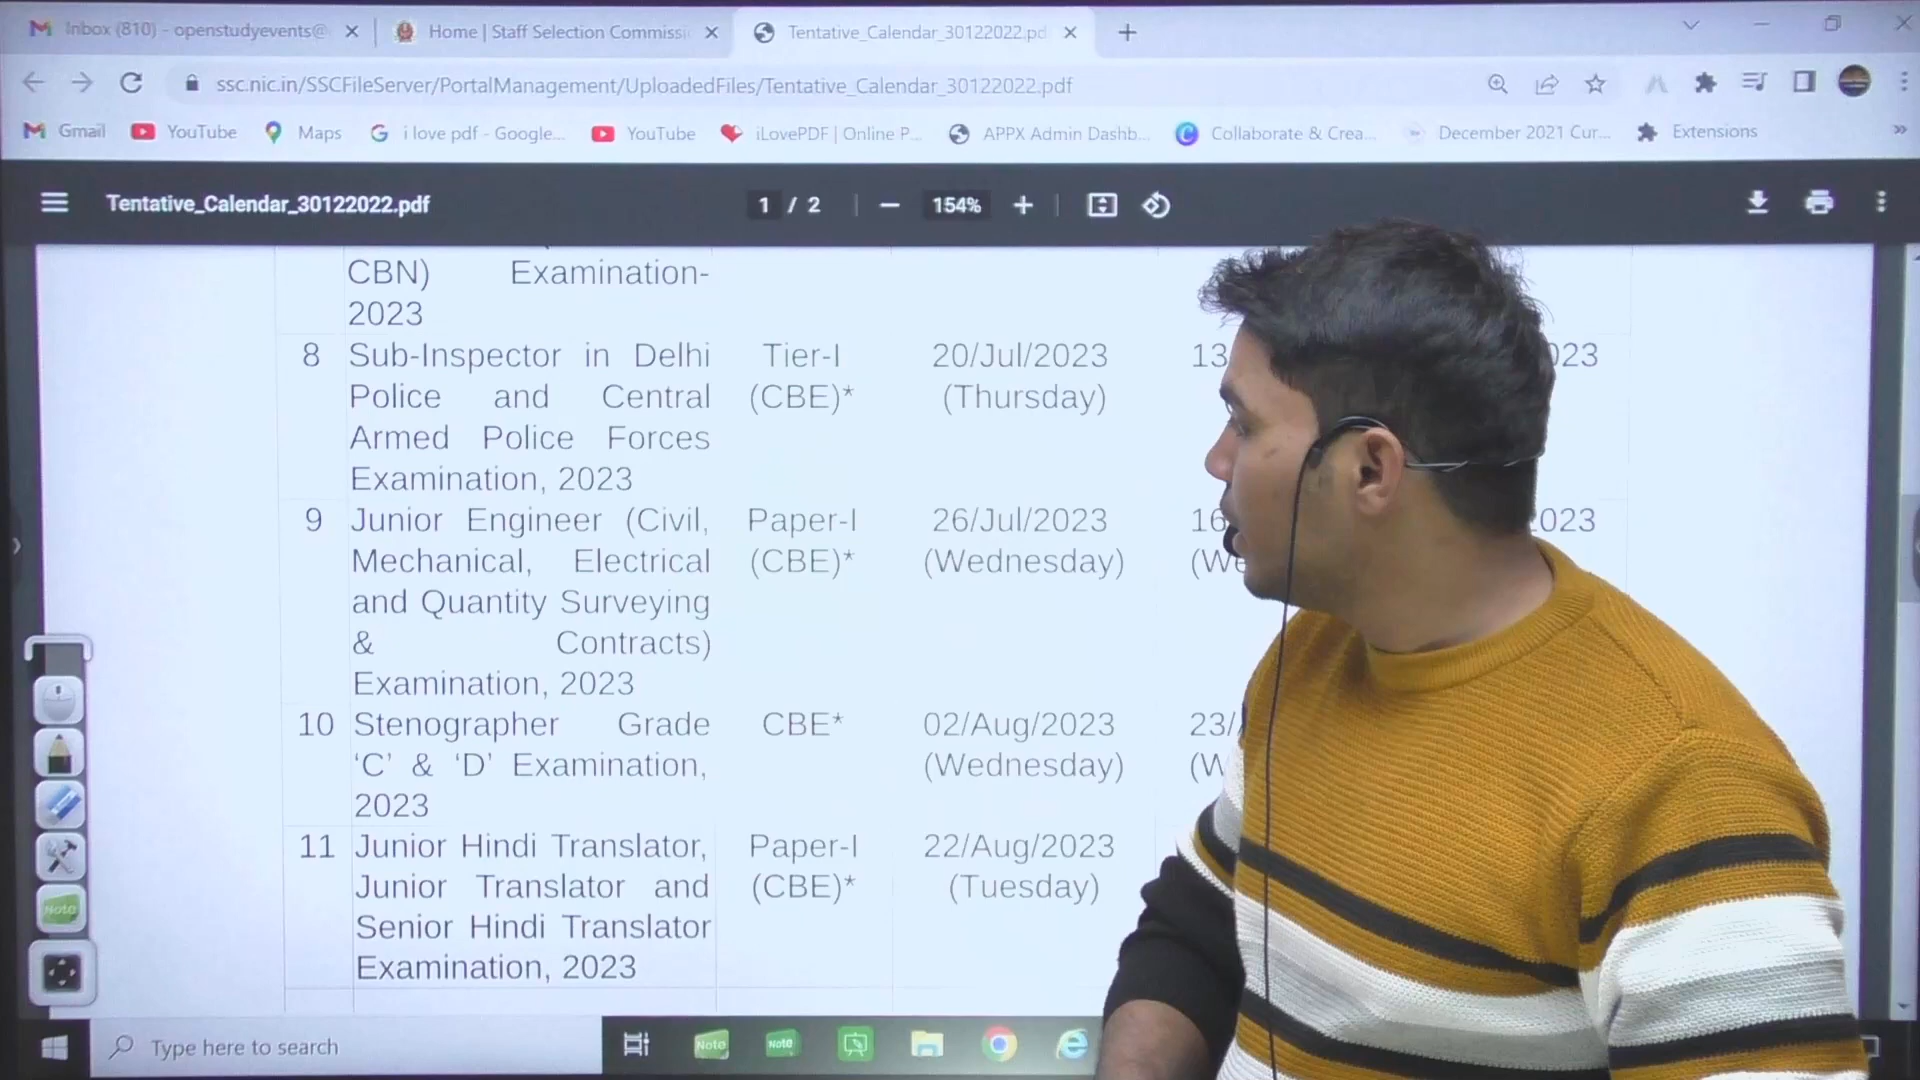 Inbox (810) - openstudyevents@
Home | Staff Selection Commissi
Tentative_Calendar_30122022.pd
ssc.nic.in/SSCFileServer/PortalManagement/UploadedFiles/Tentative_Calendar_30122022.pdf
Gmail YouTube Maps i love pdf - Google... YouTube iLovePDF | Online P... APPX Admin Dashb... Collaborate & Crea... December 2021 Cur... Extensions
Tentative_Calendar_30122022.pdf 1 / 2 154%
CBN) Examination-
2023
8 Sub-Inspector in Delhi Tier-I 20/Jul/2023 13 023
Police and Central (CBE)* (Thursday)
Armed Police Forces
Examination, 2023
9 Junior Engineer (Civil, Paper-I 26/Jul/2023 16 023
Mechanical, Electrical (CBE)* (Wednesday) (We
and Quantity Surveying
& Contracts)
Examination, 2023
10 Stenographer Grade CBE* 02/Aug/2023 23/
‘C’ & ‘D’ Examination, (Wednesday) (W
2023
11 Junior Hindi Translator, Paper-I 22/Aug/2023
Junior Translator and (CBE)* (Tuesday)
Senior Hindi Translator
Examination, 2023
Note
Type here to search
Note Note